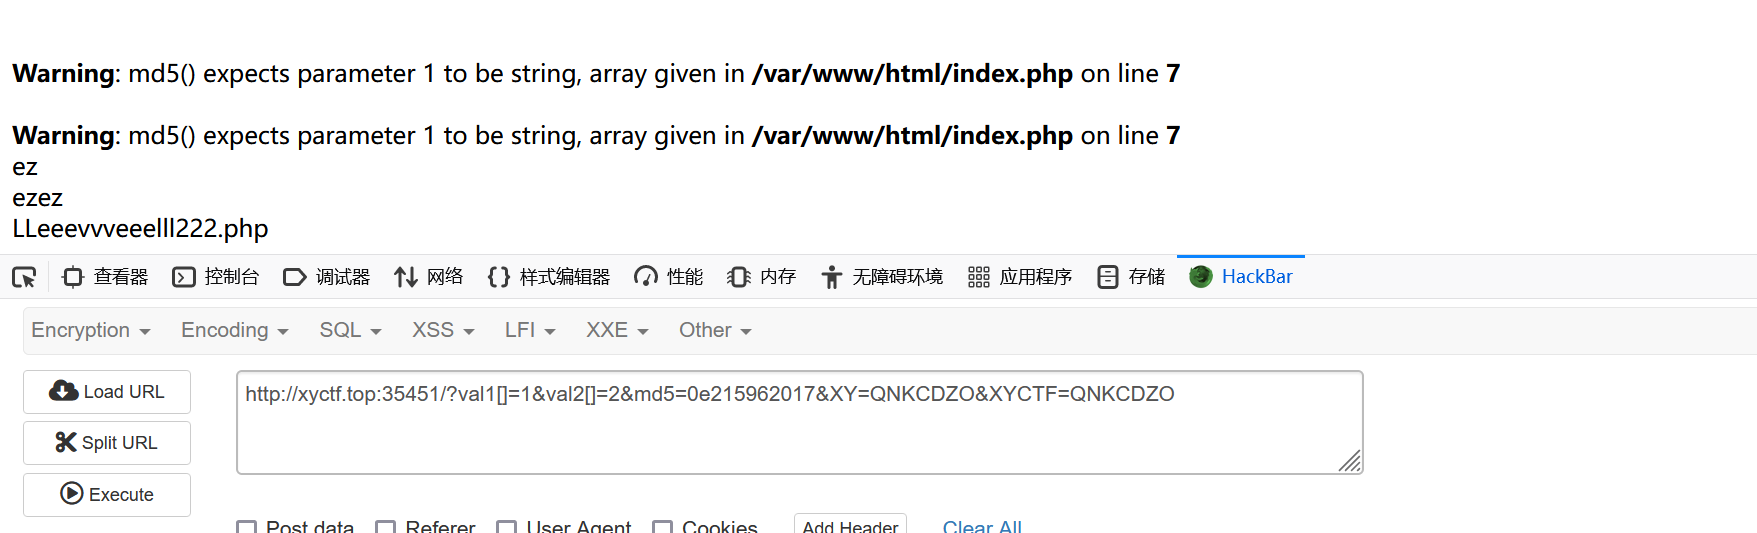 Warning: md5() expects parameter 1 to be string, array given in /var/www/html/index.php on line 7
Warning: md5() expects parameter 1 to be string, array given in /var/www/html/index.php on line 7
ez
ezez
LLeeevvveeelll222.php
查看器 控制台 调试器 网络 样式编辑器 性能 内存 无障碍环境 应用程序 存储 HackBar
Encryption Encoding SQL XSS LFI XXE Other
Load URL
http://xyctf.top:35451/?val1[]=1&val2[]=2&md5=0e215962017&XY=QNKCDZO&XYCTF=QNKCDZO
Split URL
Execute
Post data Referer User Agent Cookies Add Header Clear All